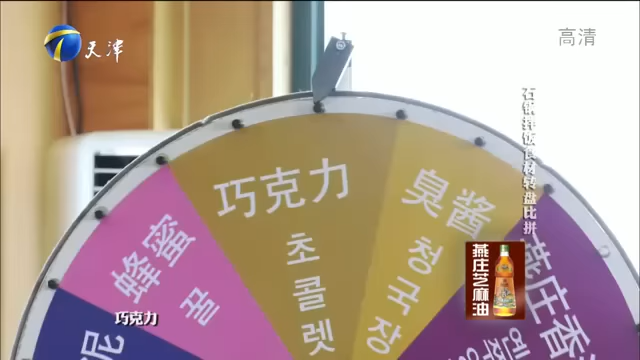 天津
高清
石锅拌饭食材转盘比拼
巧克力
초콜렛
臭酱
청국장
蜂蜜
꿀
燕庄香
燕庄芝麻油
巧克力